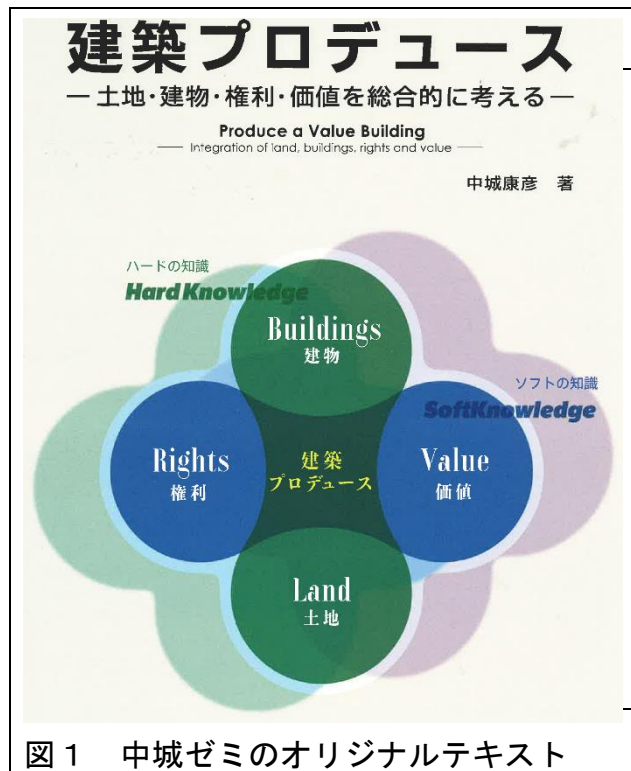 建築プロデュース
―土地・建物・権利・価値を総合的に考える―
Produce a Value Building
Integration of land, buildings, rights and value
中城康彦 著
ハードの知識
Hard Knowledge
Buildings
建物
ソフトの知識
SoftKnowledge
Rights
権利
建築
プロデュース
Value
価値
Land
土地
図1 中城ゼミのオリジナルテキスト